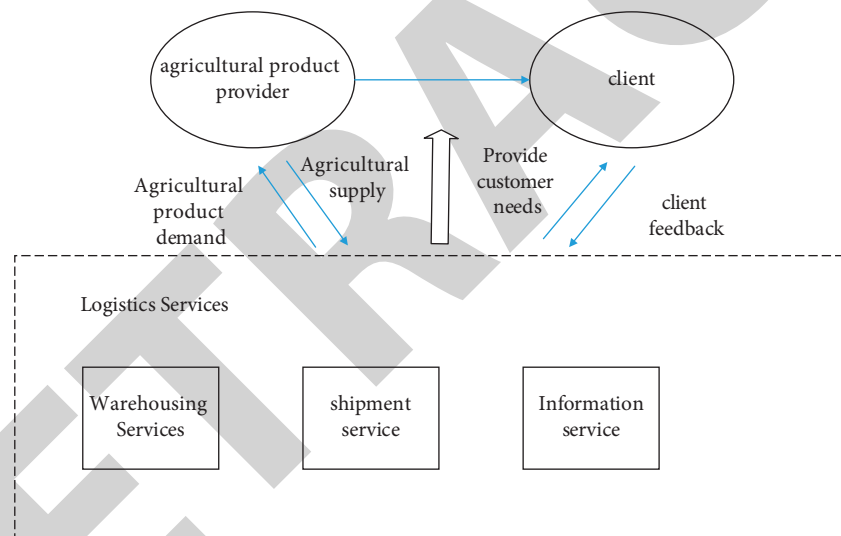 agricultural product
provider
client
Agricultural
supply
Provide
customer
needs
Agricultural
product
demand
client
feedback
Logistics Services
Warehousing
Services
shipment
service
Information
service
ETRAC